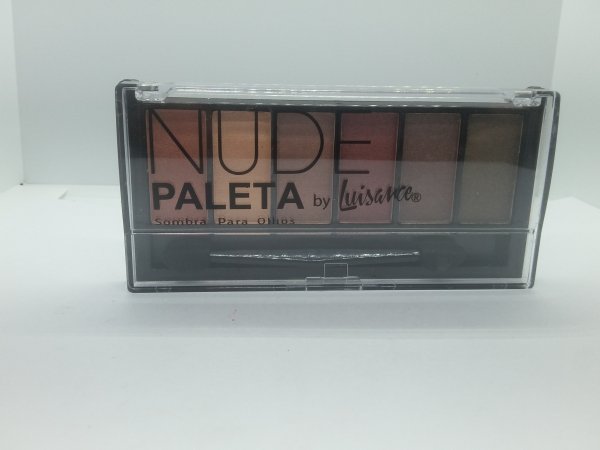 NUDE
PALETA by Luisance®
Sombra Para Olhos